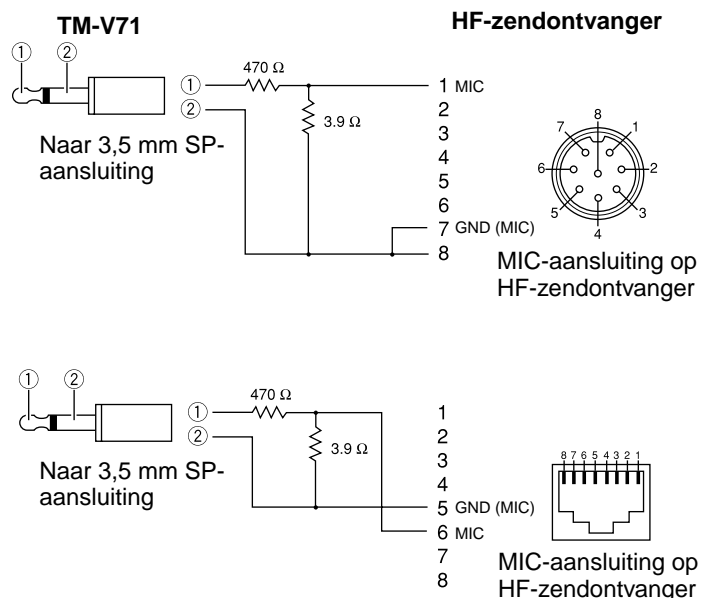 TM-V71
HF-zendontvanger
① ②
① 470 Ω
②
3.9 Ω
Naar 3,5 mm SP-
aansluiting
1 MIC
2
3
4
5
6
7 GND (MIC)
8
8
7 1
6 2
5 3
4
MIC-aansluiting op
HF-zendontvanger
① ②
① 470 Ω
②
3.9 Ω
Naar 3,5 mm SP-
aansluiting
1
2
3
4
5 GND (MIC)
6 MIC
7
8
8 7 6 5 4 3 2 1
MIC-aansluiting op
HF-zendontvanger